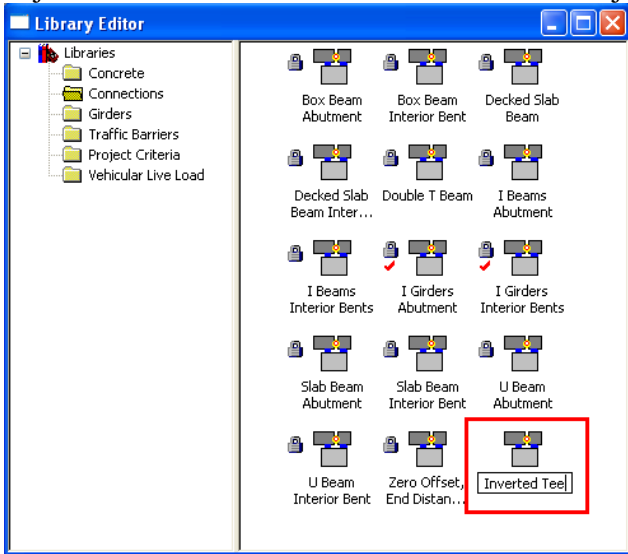 Library Editor
Libraries
Concrete
Connections
Girders
Traffic Barriers
Project Criteria
Vehicular Live Load
Box Beam
Abutment
Box Beam
Interior Bent
Decked Slab
Beam
Decked Slab
Beam Inter...
Double T Beam
I Beams
Abutment
I Beams
Interior Bents
I Girders
Abutment
I Girders
Interior Bents
Slab Beam
Abutment
Slab Beam
Interior Bent
U Beam
Abutment
U Beam
Interior Bent
Zero Offset,
End Distan...
Inverted Tee